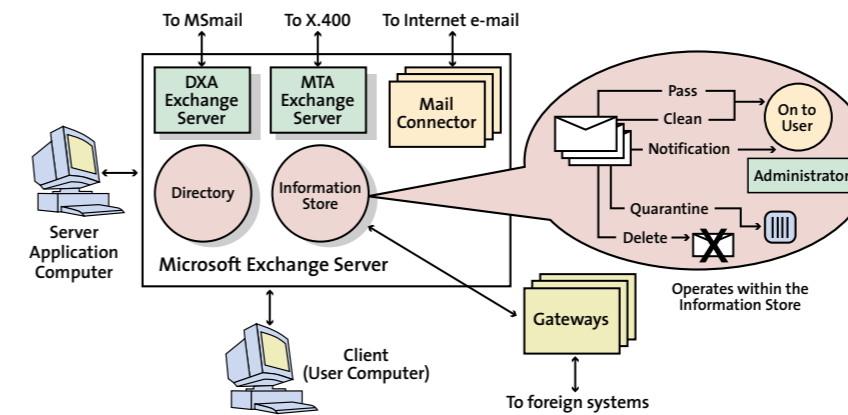 To MSmail
To X.400
To Internet e-mail
DXA
Exchange
Server
MTA
Exchange
Server
Mail
Connector
Directory
Information
Store
Microsoft Exchange Server
Server
Application
Computer
Client
(User Computer)
Gateways
To foreign systems
Pass
Clean
Notification
Quarantine
Delete
X
On to
User
Administrator
Operates within the
Information Store